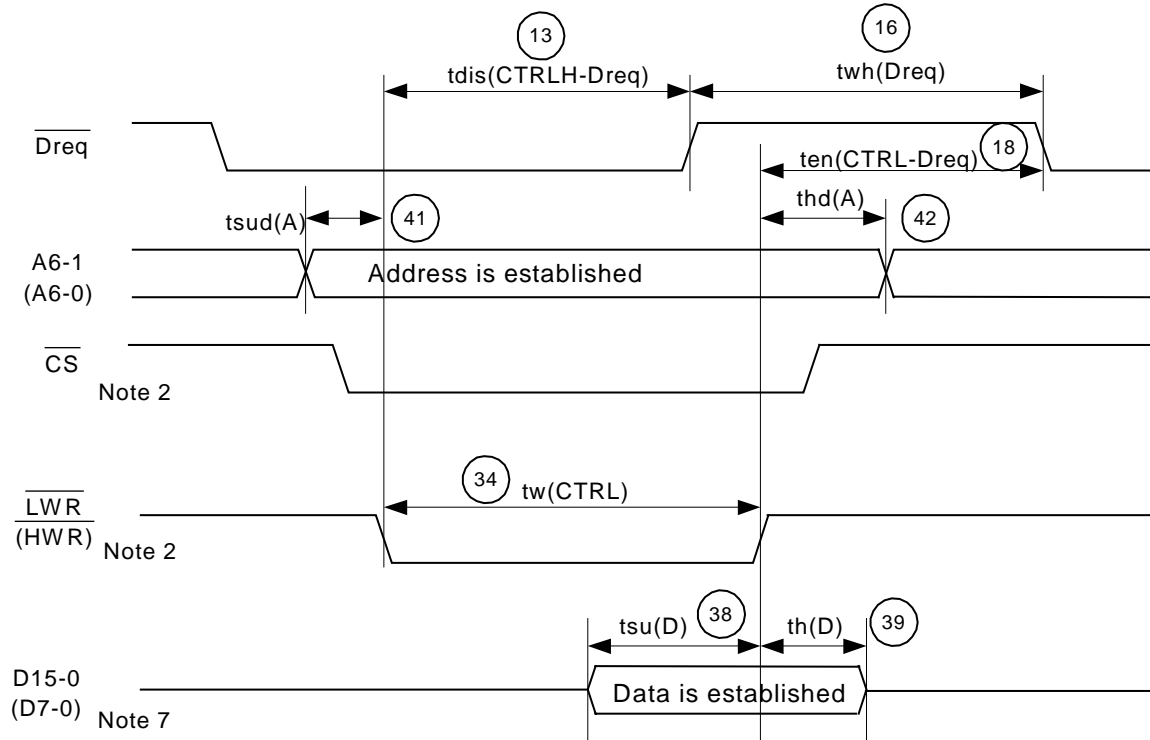 13
16
tdis(CTRLH-Dreq)
twh(Dreq)
Dreq
ten(CTRL-Dreq)
18
thd(A)
tsud(A)
41
42
A6-1
(A6-0)
Address is established
CS
Note 2
34
tw(CTRL)
LWR
(HWR)
Note 2
tsu(D)
38
th(D)
39
D15-0
(D7-0)
Data is established
Note 7